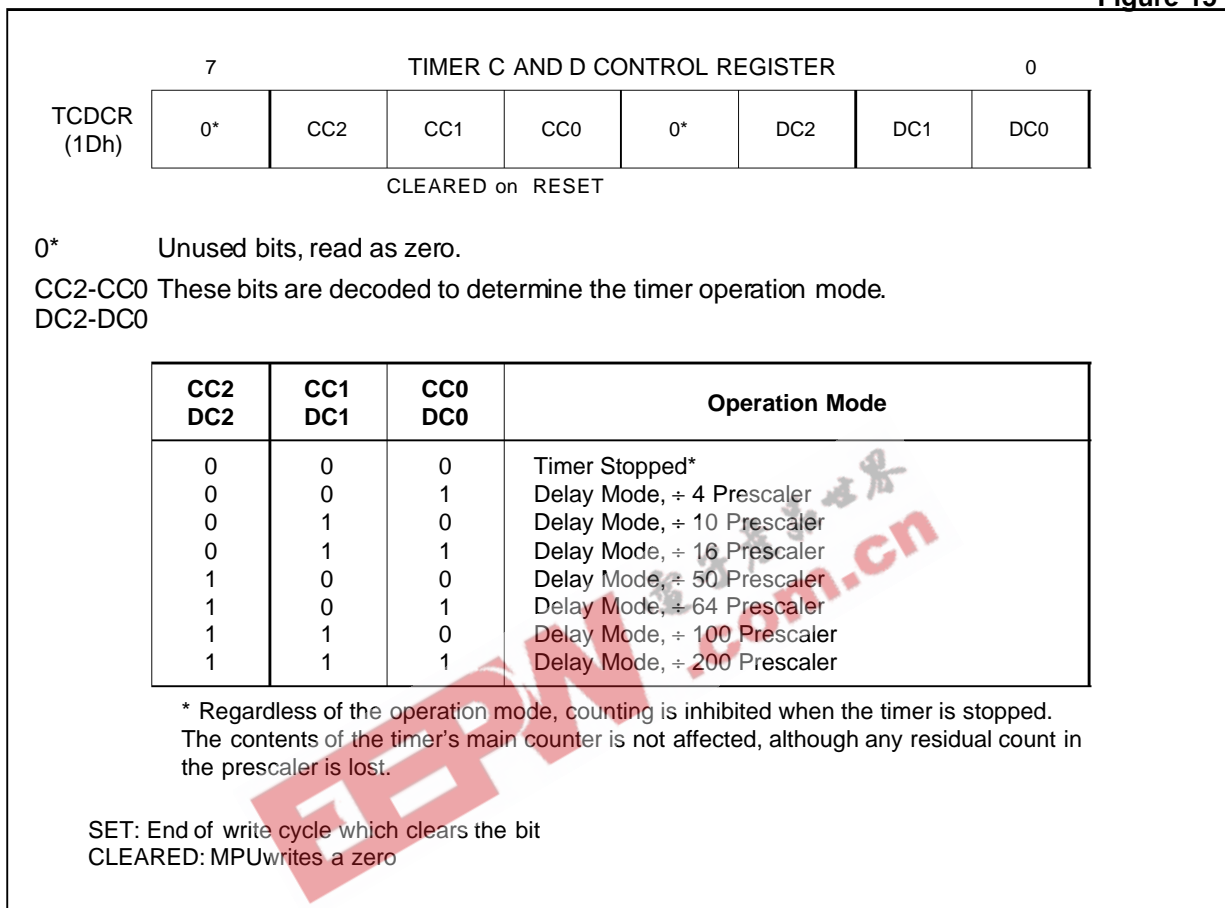 Figure 15
7 TIMER C AND D CONTROL REGISTER 0
TCDCR
(1Dh)
0* CC2 CC1 CC0 0* DC2 DC1 DC0
CLEARED on RESET
0* Unused bits, read as zero.
CC2-CC0 These bits are decoded to determine the timer operation mode.
DC2-DC0
CC2 CC1 CC0 Operation Mode
DC2 DC1 DC0
0 0 0 Timer Stopped*
0 0 1 Delay Mode, ÷ 4 Prescaler
0 1 0 Delay Mode, ÷ 10 Prescaler
0 1 1 Delay Mode, ÷ 16 Prescaler
1 0 0 Delay Mode, ÷ 50 Prescaler
1 0 1 Delay Mode, ÷ 64 Prescaler
1 1 0 Delay Mode, ÷ 100 Prescaler
1 1 1 Delay Mode, ÷ 200 Prescaler
* Regardless of the operation mode, counting is inhibited when the timer is stopped.
The contents of the timer's main counter is not affected, although any residual count in
the prescaler is lost.
SET: End of write cycle which clears the bit
CLEARED: MPUwrites a zero
EEPW.com.cn
电子产品世界